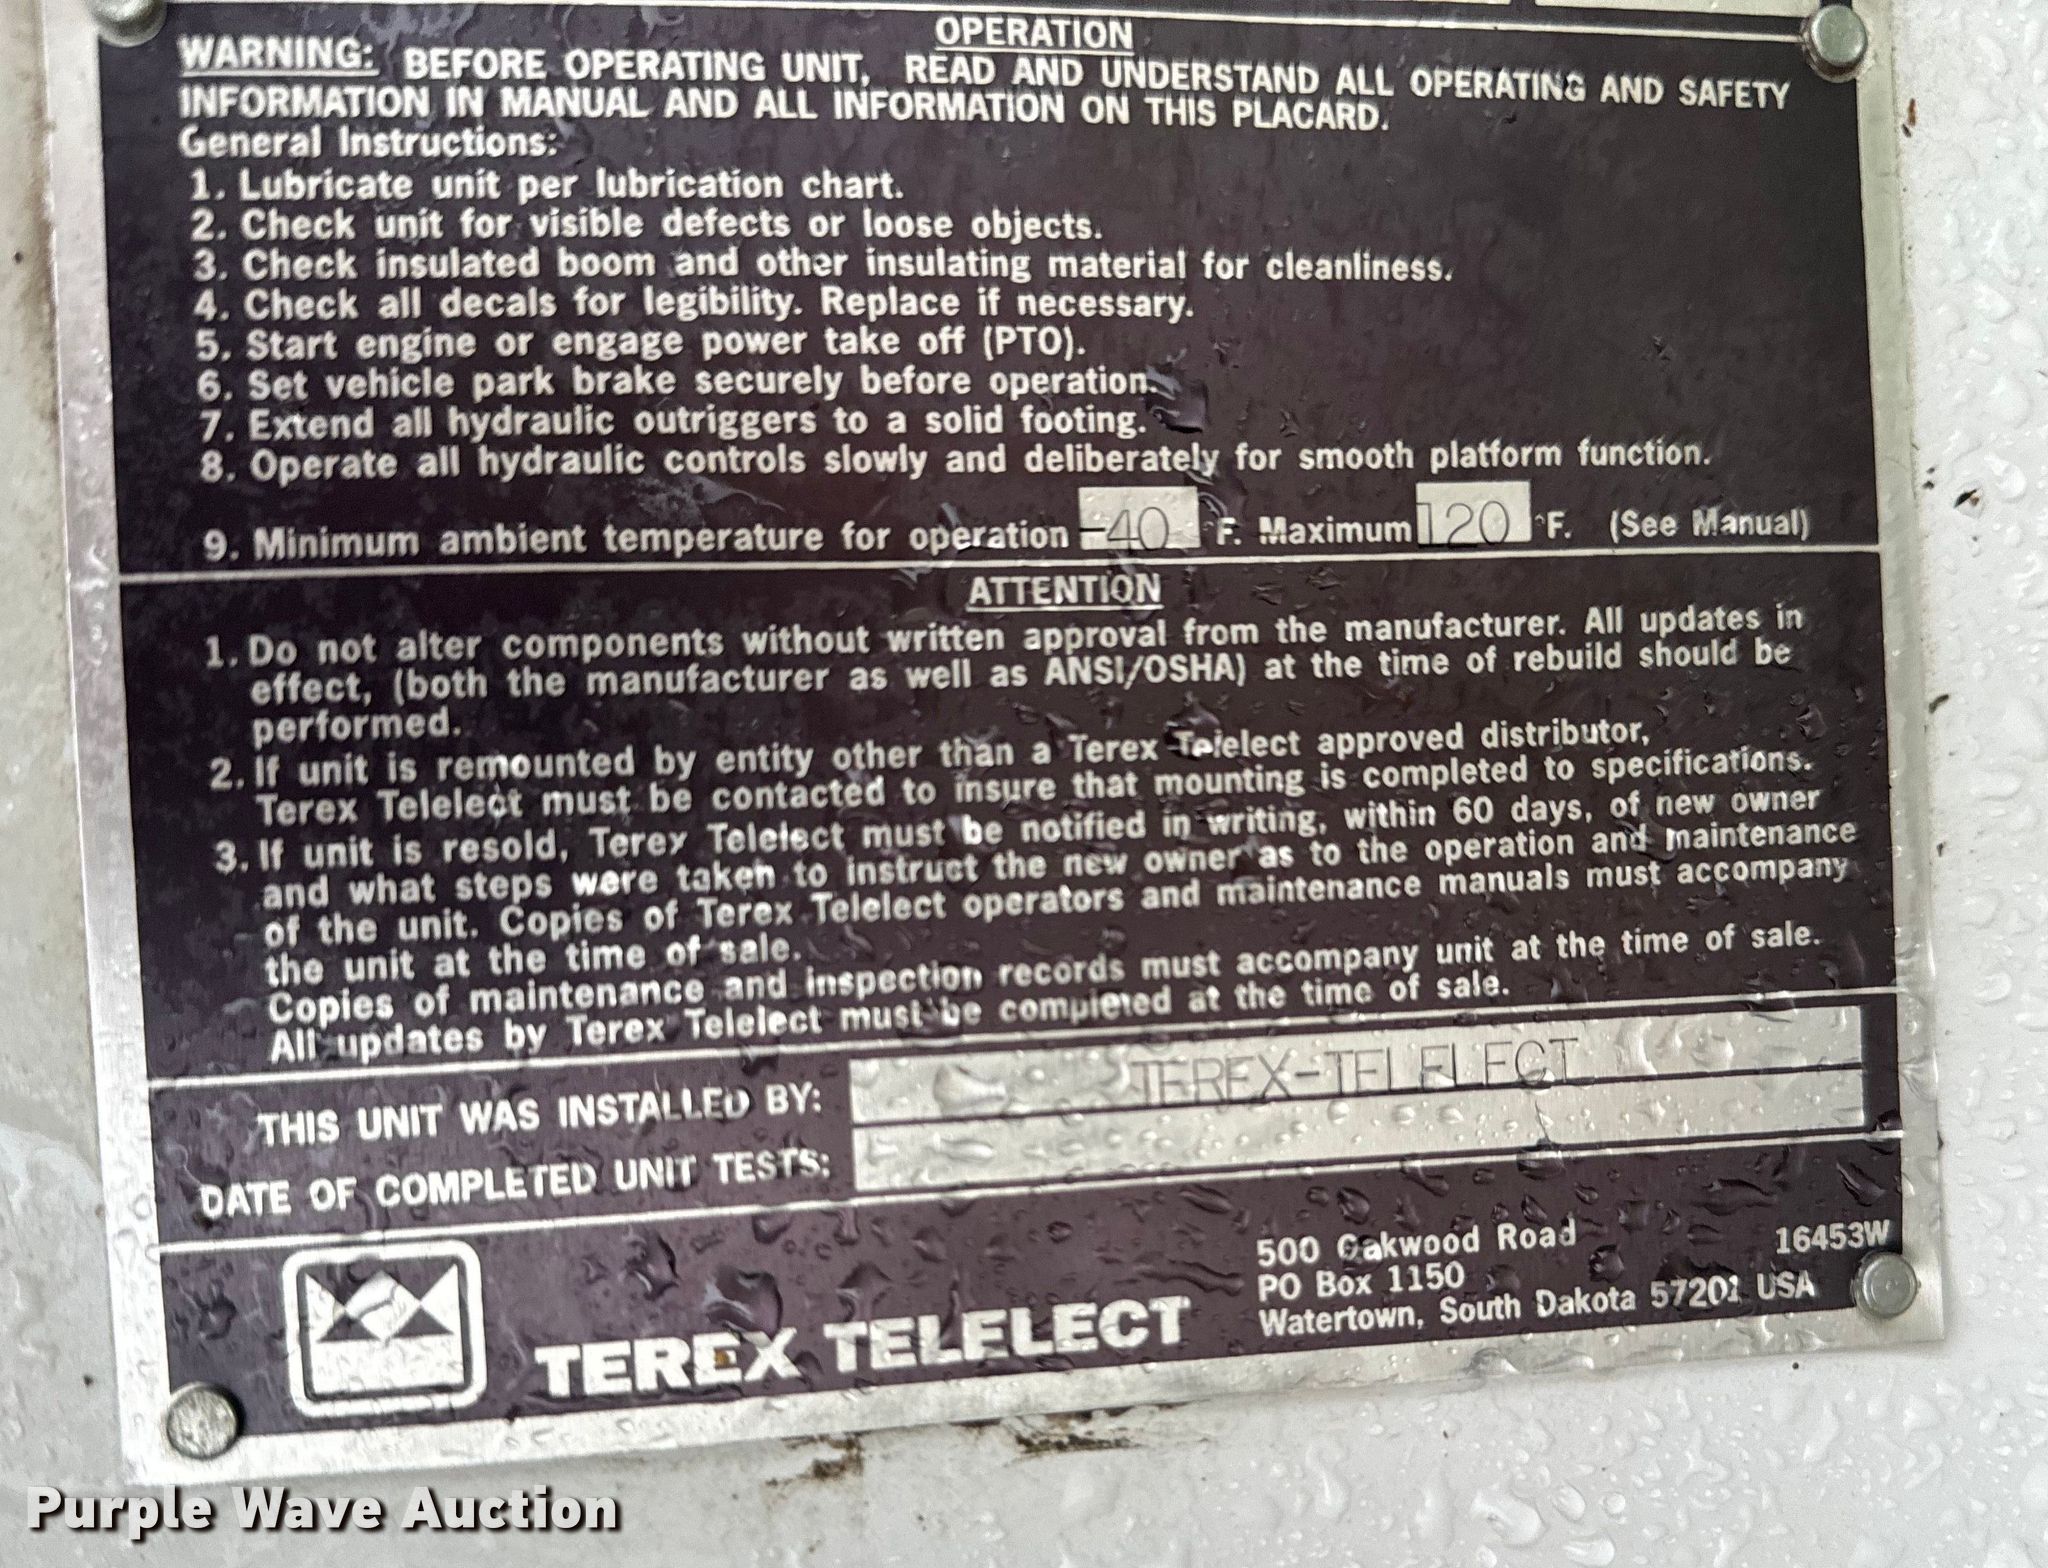 OPERATION
WARNING: BEFORE OPERATING UNIT, READ AND UNDERSTAND ALL OPERATING AND SAFETY
INFORMATION IN MANUAL AND ALL INFORMATION ON THIS PLACARD.
General Instructions:
1. Lubricate unit per lubrication chart.
2. Check unit for visible defects or loose objects.
3. Check insulated boom and other insulating material for cleanliness.
4. Check all decals for legibility. Replace if necessary.
5. Start engine or engage power take off (PTO).
6. Set vehicle park brake securely before operation.
7. Extend all hydraulic outriggers to a solid footing.
8. Operate all hydraulic controls slowly and deliberately for smooth platform function.
9. Minimum ambient temperature for operation -40 °F. Maximum 120 °F. (See Manual)
ATTENTION
1. Do not alter components without written approval from the manufacturer. All updates in
effect, (both the manufacturer as well as ANSI/OSHA) at the time of rebuild should be
performed.
2. If unit is remounted by entity other than a Terex Telelect approved distributor,
Terex Telelect must be contacted to insure that mounting is completed to specifications.
3. If unit is resold, Terex Telelect must be notified in writing, within 60 days, of new owner
and what steps were taken to instruct the new owner as to the operation and maintenance
of the unit. Copies of Terex Telelect operators and maintenance manuals must accompany
the unit at the time of sale.
Copies of maintenance and inspection records must accompany unit at the time of sale.
All updates by Terex Telelect must be completed at the time of sale.
THIS UNIT WAS INSTALLED BY: TEREX-TELELECT
DATE OF COMPLETED UNIT TESTS:
TEREX TELELECT
500 Oakwood Road 16453W
PO Box 1150
Watertown, South Dakota 57201 USA
Purple Wave Auction